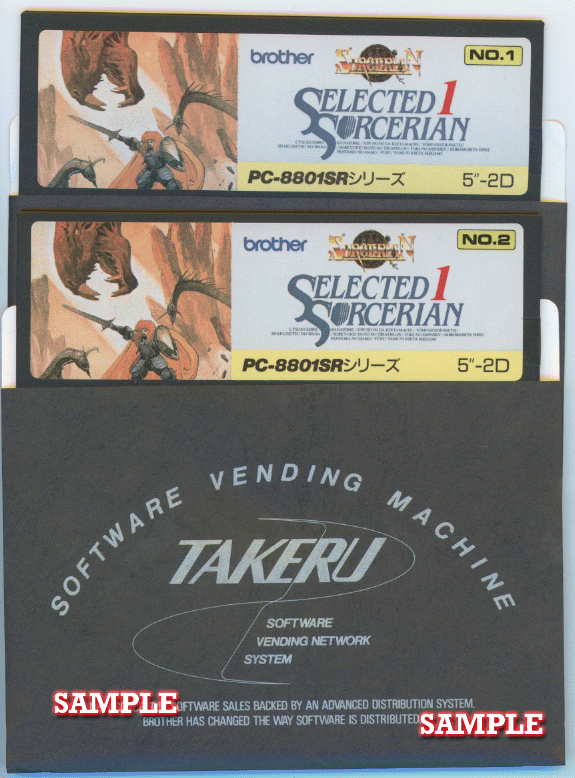 brother
SORCERIAN
NO.1
SELECTED 1
SORCERIAN
PC-8801SRシリーズ 5"-2D
brother
SORCERIAN
NO.2
SELECTED 1
SORCERIAN
PC-8801SRシリーズ 5"-2D
SOFTWARE VENDING MACHINE
TAKERU
SOFTWARE
VENDING NETWORK
SYSTEM
SAMPLE
SOFTWARE SALES BACKED BY AN ADVANCED DISTRIBUTION SYSTEM.
BROTHER HAS CHANGED THE WAY SOFTWARE IS DISTRIBUTED
SAMPLE